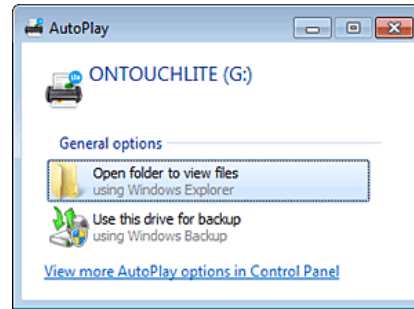 AutoPlay
ONTOUCHLITE (G:)
General options
Open folder to view files
using Windows Explorer
Use this drive for backup
using Windows Backup
View more AutoPlay options in Control Panel